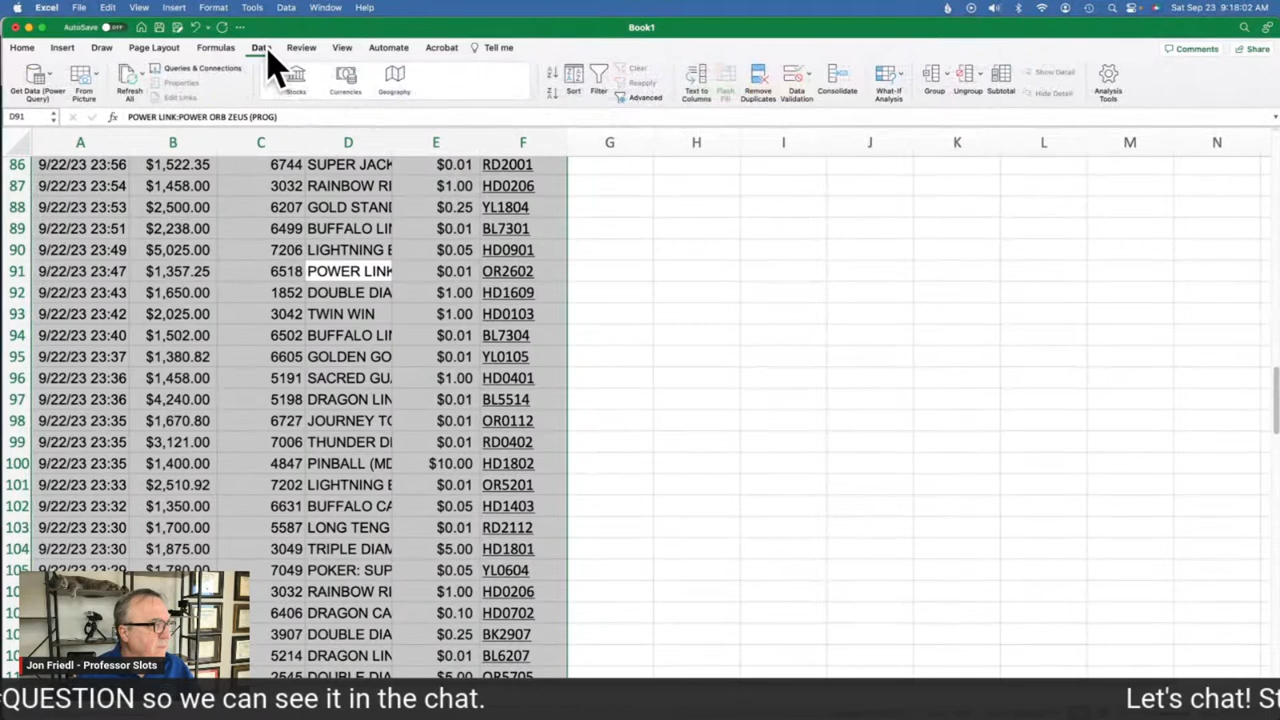 Excel File Edit View Insert Format Tools Data Window Help Sat Sep 23 9:18:02 AM
AutoSave OFF Book1
Home Insert Draw Page Layout Formulas Data Review View Automate Acrobat Tell me Comments Share
Get Data (Power Query) From Picture Refresh All Queries & Connections Properties Edit Links Stocks Currencies Geography Sort Filter Clear Reapply Advanced Text to Columns Flash Fill Remove Duplicates Data Validation Consolidate What-If Analysis Group Ungroup Subtotal Show Detail Hide Detail Analysis Tools
D91 fx POWER LINK:POWER ORB ZEUS (PROG)
A B C D E F G H I J K L M N
86 9/22/23 23:56 $1,522.35 6744 SUPER JACK $0.01 RD2001
87 9/22/23 23:54 $1,458.00 3032 RAINBOW RI $1.00 HD0206
88 9/22/23 23:53 $2,500.00 6207 GOLD STAND $0.25 YL1804
89 9/22/23 23:51 $2,238.00 6499 BUFFALO LIN $0.01 BL7301
90 9/22/23 23:49 $5,025.00 7206 LIGHTNING B $0.05 HD0901
91 9/22/23 23:47 $1,357.25 6518 POWER LINK $0.01 OR2602
92 9/22/23 23:43 $1,650.00 1852 DOUBLE DIA $1.00 HD1609
93 9/22/23 23:42 $2,025.00 3042 TWIN WIN $1.00 HD0103
94 9/22/23 23:40 $1,502.00 6502 BUFFALO LIN $0.01 BL7304
95 9/22/23 23:37 $1,380.82 6605 GOLDEN GO $0.01 YL0105
96 9/22/23 23:36 $1,458.00 5191 SACRED GUA $1.00 HD0401
97 9/22/23 23:36 $4,240.00 5198 DRAGON LIN $0.01 BL5514
98 9/22/23 23:35 $1,670.80 6727 JOURNEY TO $0.01 OR0112
99 9/22/23 23:35 $3,121.00 7006 THUNDER DR $0.01 RD0402
100 9/22/23 23:35 $1,400.00 4847 PINBALL (MD $10.00 HD1802
101 9/22/23 23:33 $2,510.92 7202 LIGHTNING B $0.01 OR5201
102 9/22/23 23:32 $1,350.00 6631 BUFFALO CA $0.05 HD1403
103 9/22/23 23:30 $1,700.00 5587 LONG TENG $0.01 RD2112
104 9/22/23 23:30 $1,875.00 3049 TRIPLE DIAM $5.00 HD1801
105 9/22/23 23:29 $1,780.00 7049 POKER: SUP $0.05 YL0604
3032 RAINBOW RI $1.00 HD0206
6406 DRAGON CA $0.10 HD0702
3907 DOUBLE DIA $0.25 BK2907
5214 DRAGON LIN $0.01 BL6207
2545 DOUBLE DIA $5.00 OR5705
Jon Friedl - Professor Slots
QUESTION so we can see it in the chat. Let's chat! St